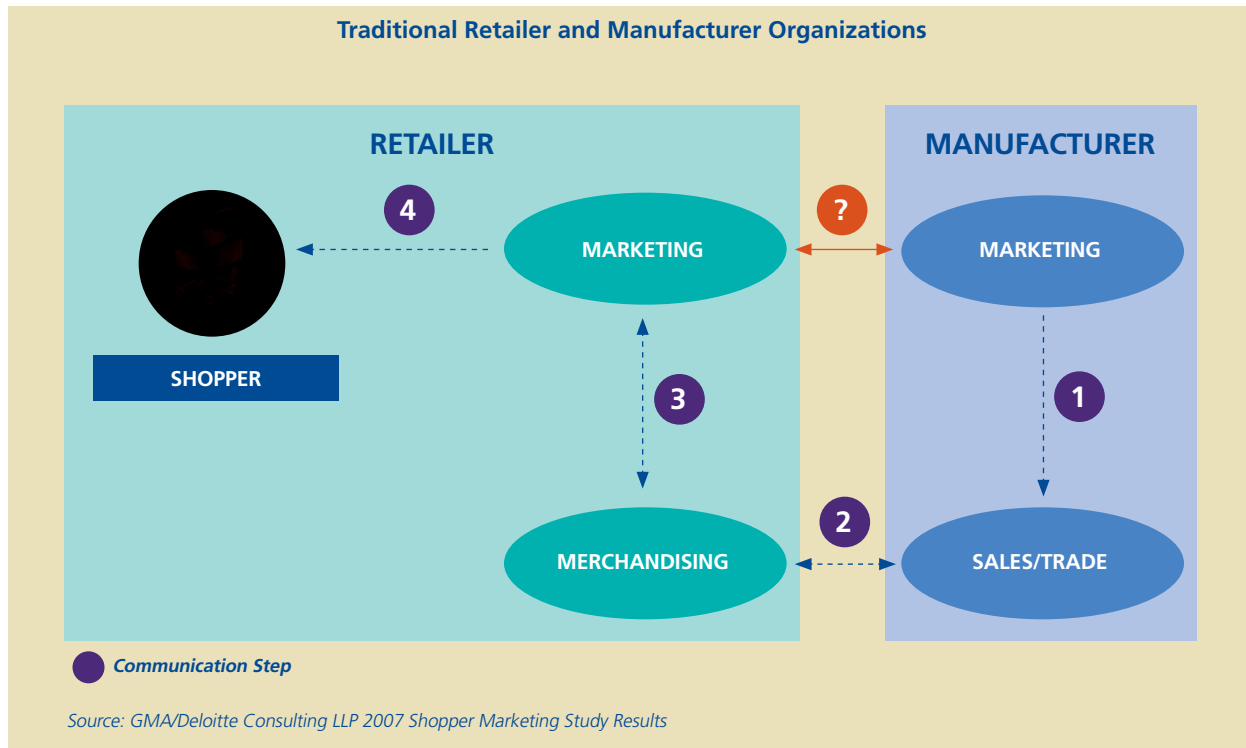 Traditional Retailer and Manufacturer Organizations
RETAILER
MANUFACTURER
4
?
MARKETING
MARKETING
SHOPPER
3
1
2
MERCHANDISING
SALES/TRADE
Communication Step
Source: GMA/Deloitte Consulting LLP 2007 Shopper Marketing Study Results